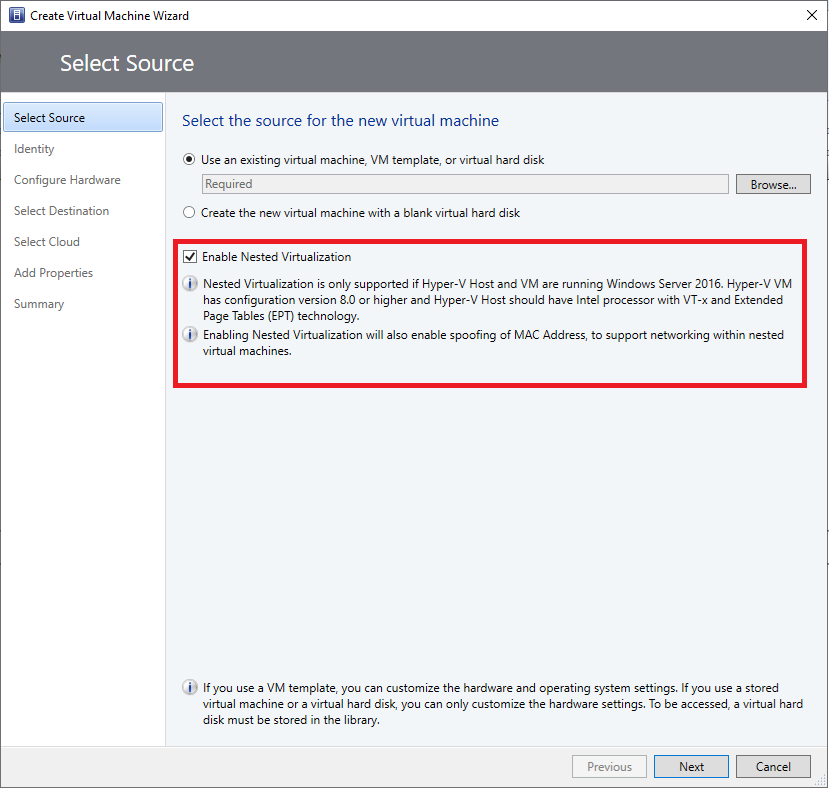 Create Virtual Machine Wizard
Select Source
Select Source
Identity
Configure Hardware
Select Destination
Select Cloud
Add Properties
Summary
Select the source for the new virtual machine
Use an existing virtual machine, VM template, or virtual hard disk
Required
Browse...
Create the new virtual machine with a blank virtual hard disk
Enable Nested Virtualization
Nested Virtualization is only supported if Hyper-V Host and VM are running Windows Server 2016. Hyper-V VM
has configuration version 8.0 or higher and Hyper-V Host should have Intel processor with VT-x and Extended
Page Tables (EPT) technology.
Enabling Nested Virtualization will also enable spoofing of MAC Address, to support networking within nested
virtual machines.
If you use a VM template, you can customize the hardware and operating system settings. If you use a stored
virtual machine or a virtual hard disk, you can only customize the hardware settings. To be accessed, a virtual hard
disk must be stored in the library.
Previous
Next
Cancel